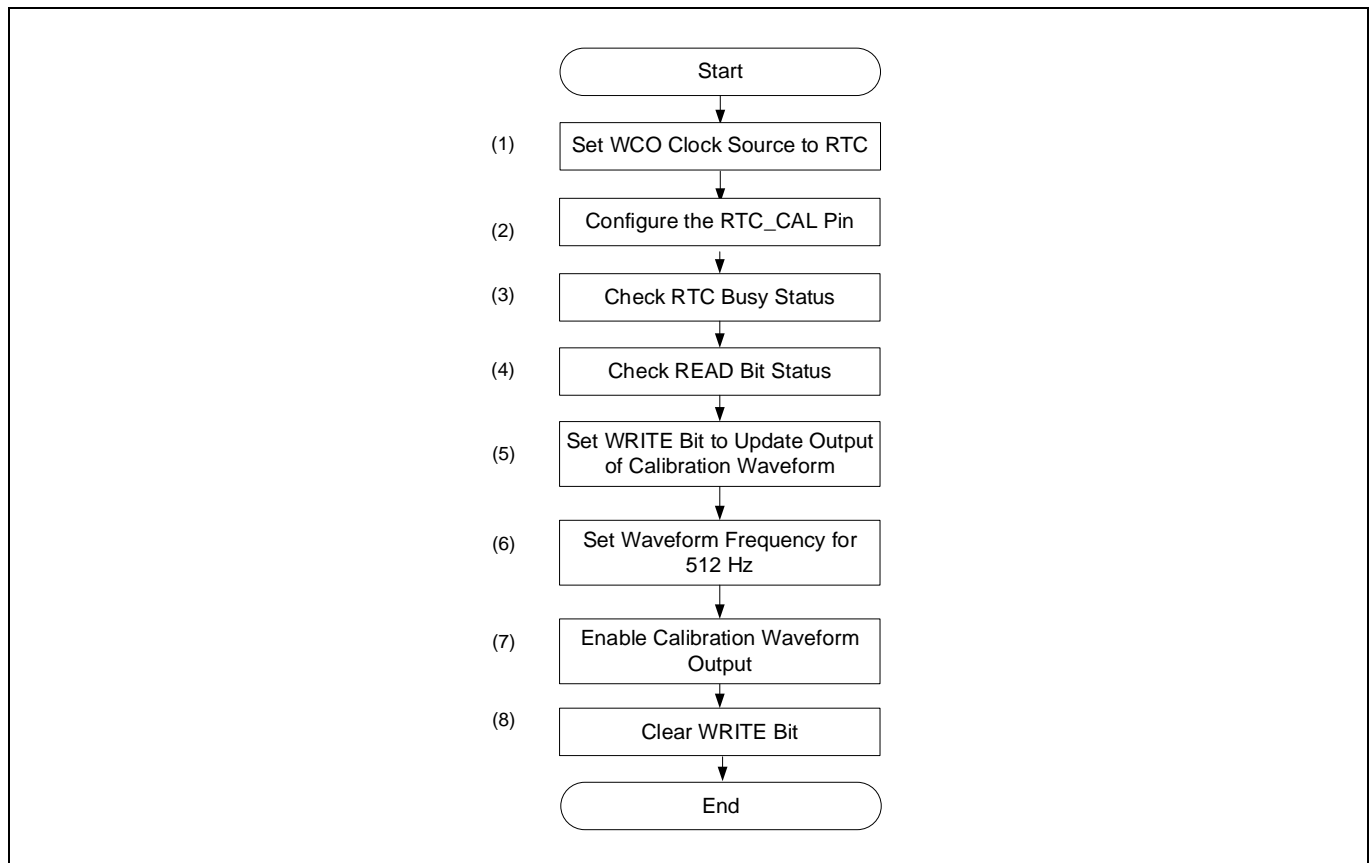 Start
(1)
Set WCO Clock Source to RTC
(2)
Configure the RTC_CAL Pin
(3)
Check RTC Busy Status
(4)
Check READ Bit Status
(5)
Set WRITE Bit to Update Output
of Calibration Waveform
(6)
Set Waveform Frequency for
512 Hz
(7)
Enable Calibration Waveform
Output
(8)
Clear WRITE Bit
End